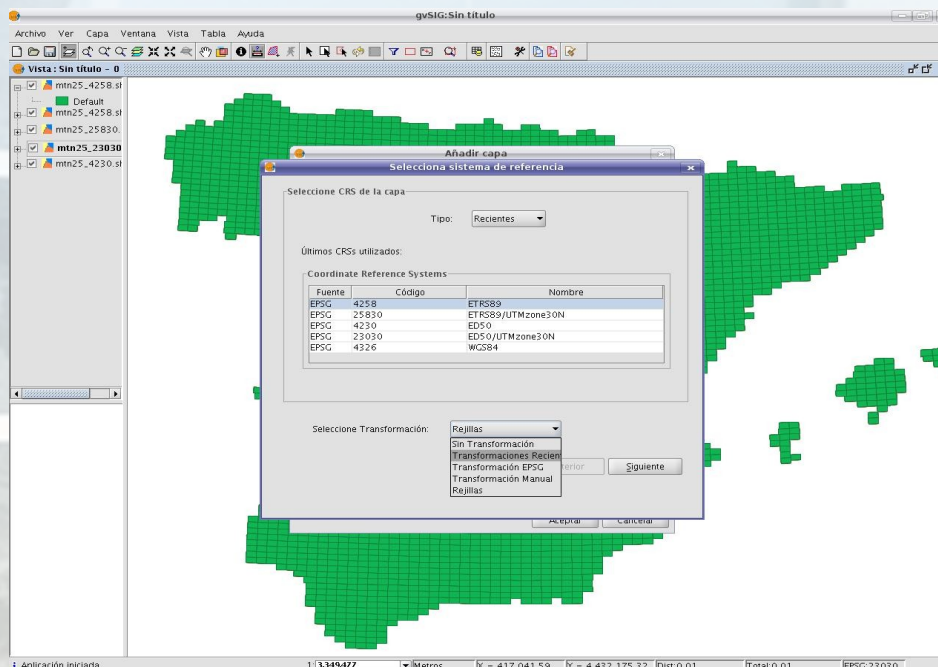 gvSIG:Sin título
Archivo Ver Capa Ventana Vista Tabla Ayuda
Vista : Sin título – 0
mtn25_4258.sh
Default
mtn25_4258.sh
mtn25_25830.
mtn25_23030
mtn25_4230.sh
Añadir capa
Selecciona sistema de referencia
Seleccione CRS de la capa
Tipo: Recientes
Últimos CRSs utilizados:
Coordinate Reference Systems
Fuente Código Nombre
EPSG 4258 ETRS89
EPSG 25830 ETRS89/UTMzone30N
EPSG 4230 ED50
EPSG 23030 ED50/UTMzone30N
EPSG 4326 WGS84
Seleccione Transformación: Rejillas
Sin Transformación
Transformaciones Recien
Transformación EPSG
Transformación Manual
Rejillas
erior
Siguiente
Aceptar Cancelar
Aplicación iniciada
1: 3.349.477 Metros X = 417.041,59 Y = 4.432.175,32 Dist:0,01 Total:0,01 EPSG:23030